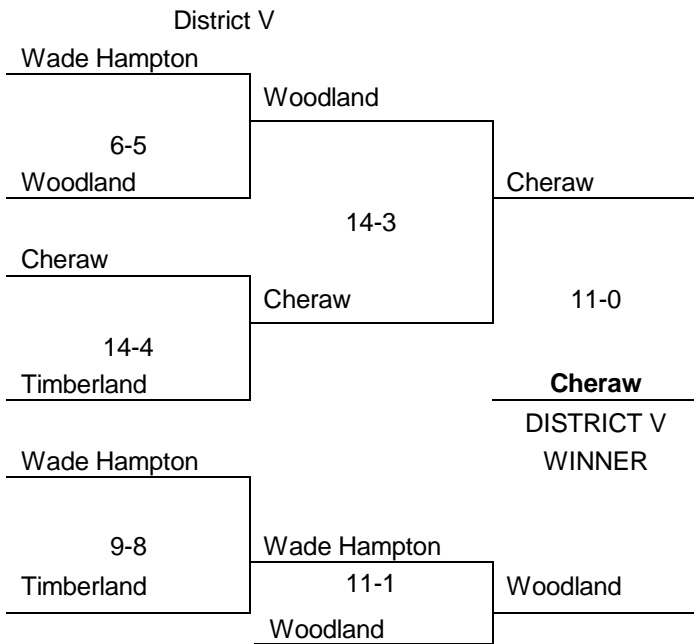 District V
Wade Hampton
Woodland
6-5
Woodland
Cheraw
14-3
Cheraw
Cheraw
11-0
14-4
Timberland
Cheraw
DISTRICT V
Wade Hampton
WINNER
9-8
Wade Hampton
Timberland
11-1
Woodland
Woodland